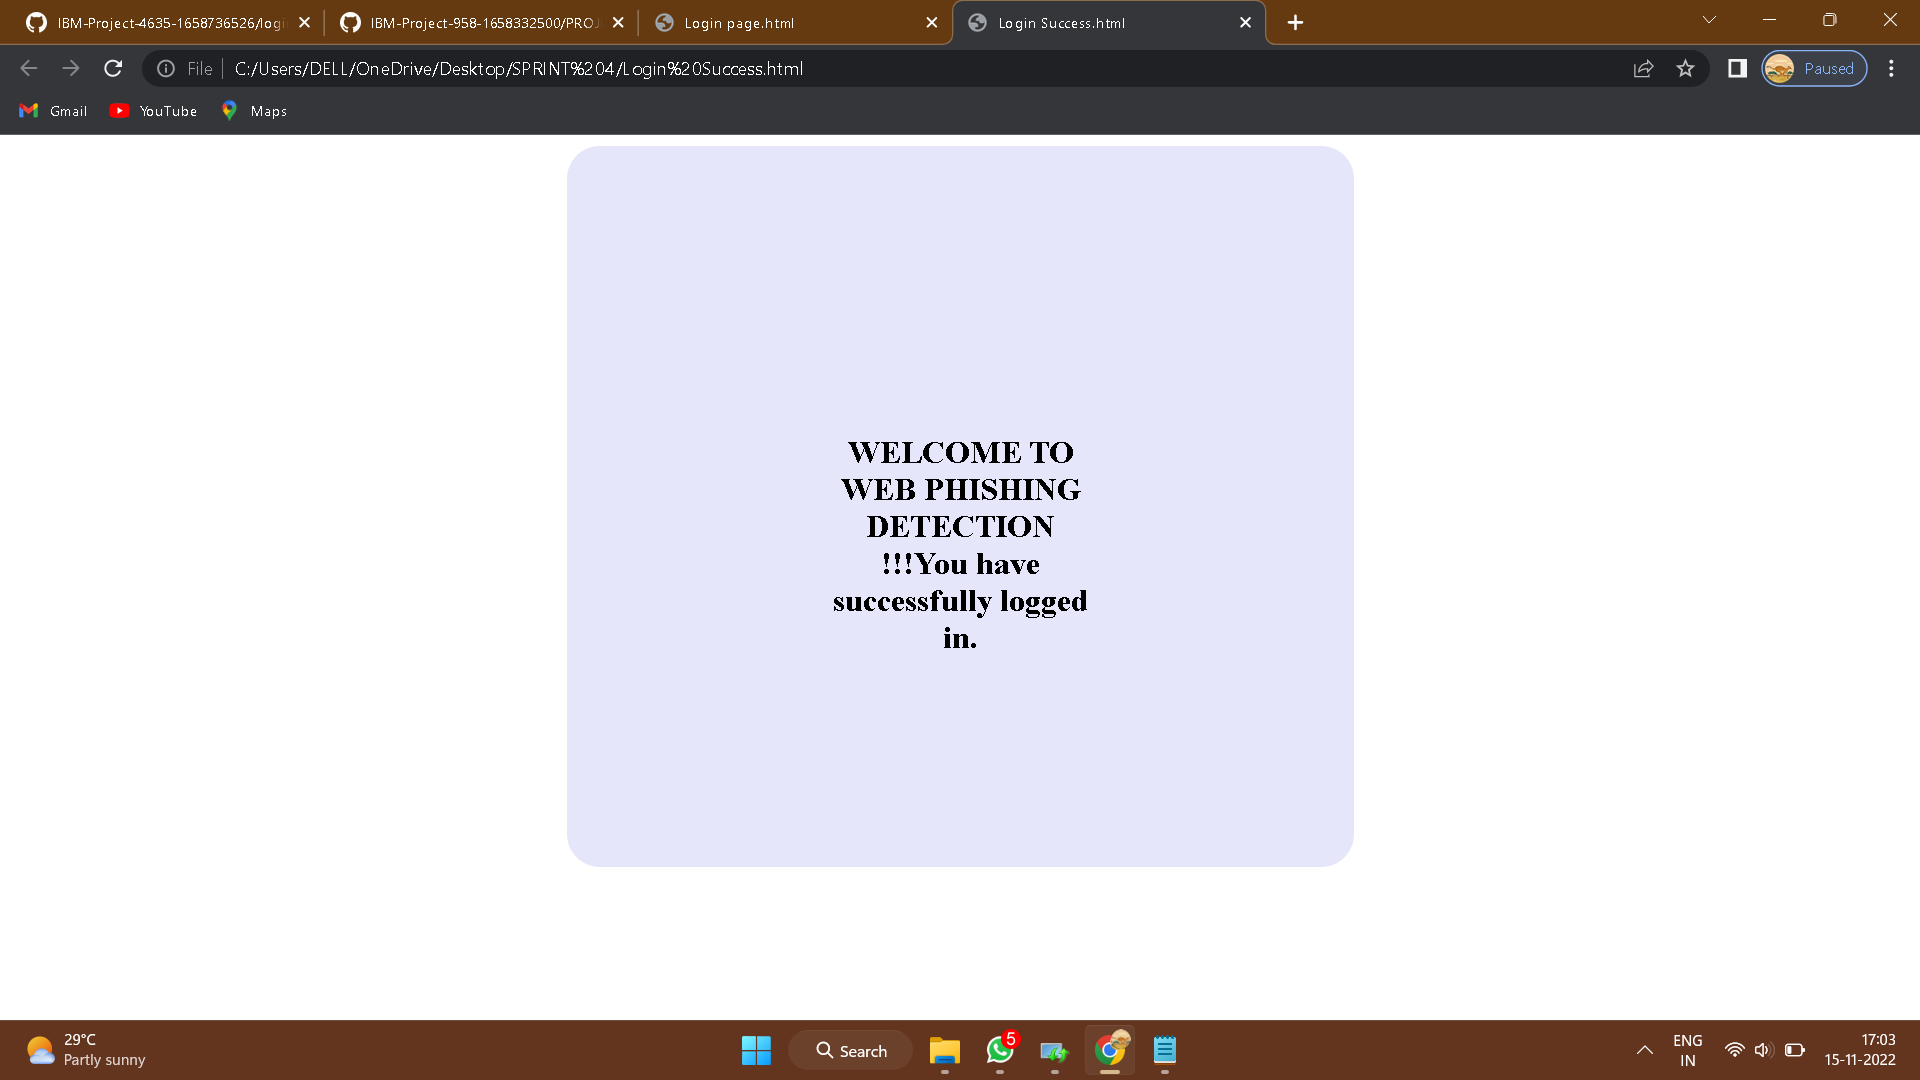 IBM-Project-4635-1658736526/logi
IBM-Project-958-1658332500/PROJ
Login page.html
Login Success.html
File
C:/Users/DELL/OneDrive/Desktop/SPRINT%204/Login%20Success.html
Paused
Gmail
YouTube
Maps
WELCOME TO
WEB PHISHING
DETECTION
!!!You have
successfully logged
in.
29°C
Partly sunny
Search
5
ENG
IN
17:03
15-11-2022